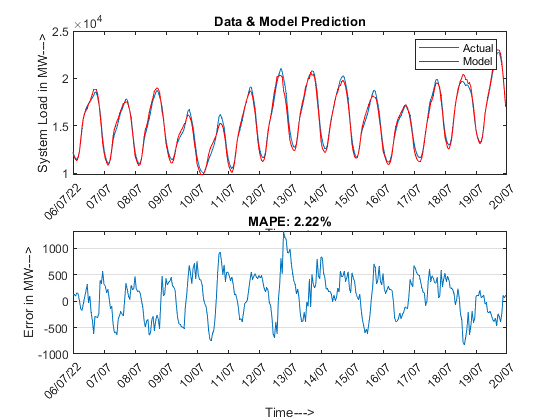 Data & Model Prediction
×10^4
2.5
2
1.5
1
System Load in MW--->
Actual
Model
06/07/22 07/07 08/07 09/07 10/07 11/07 12/07 13/07 14/07 15/07 16/07 17/07 18/07 19/07 20/07
MAPE: 2.22%
1000
500
0
-500
-1000
Error in MW--->
06/07/22 07/07 08/07 09/07 10/07 11/07 12/07 13/07 14/07 15/07 16/07 17/07 18/07 19/07 20/07
Time--->